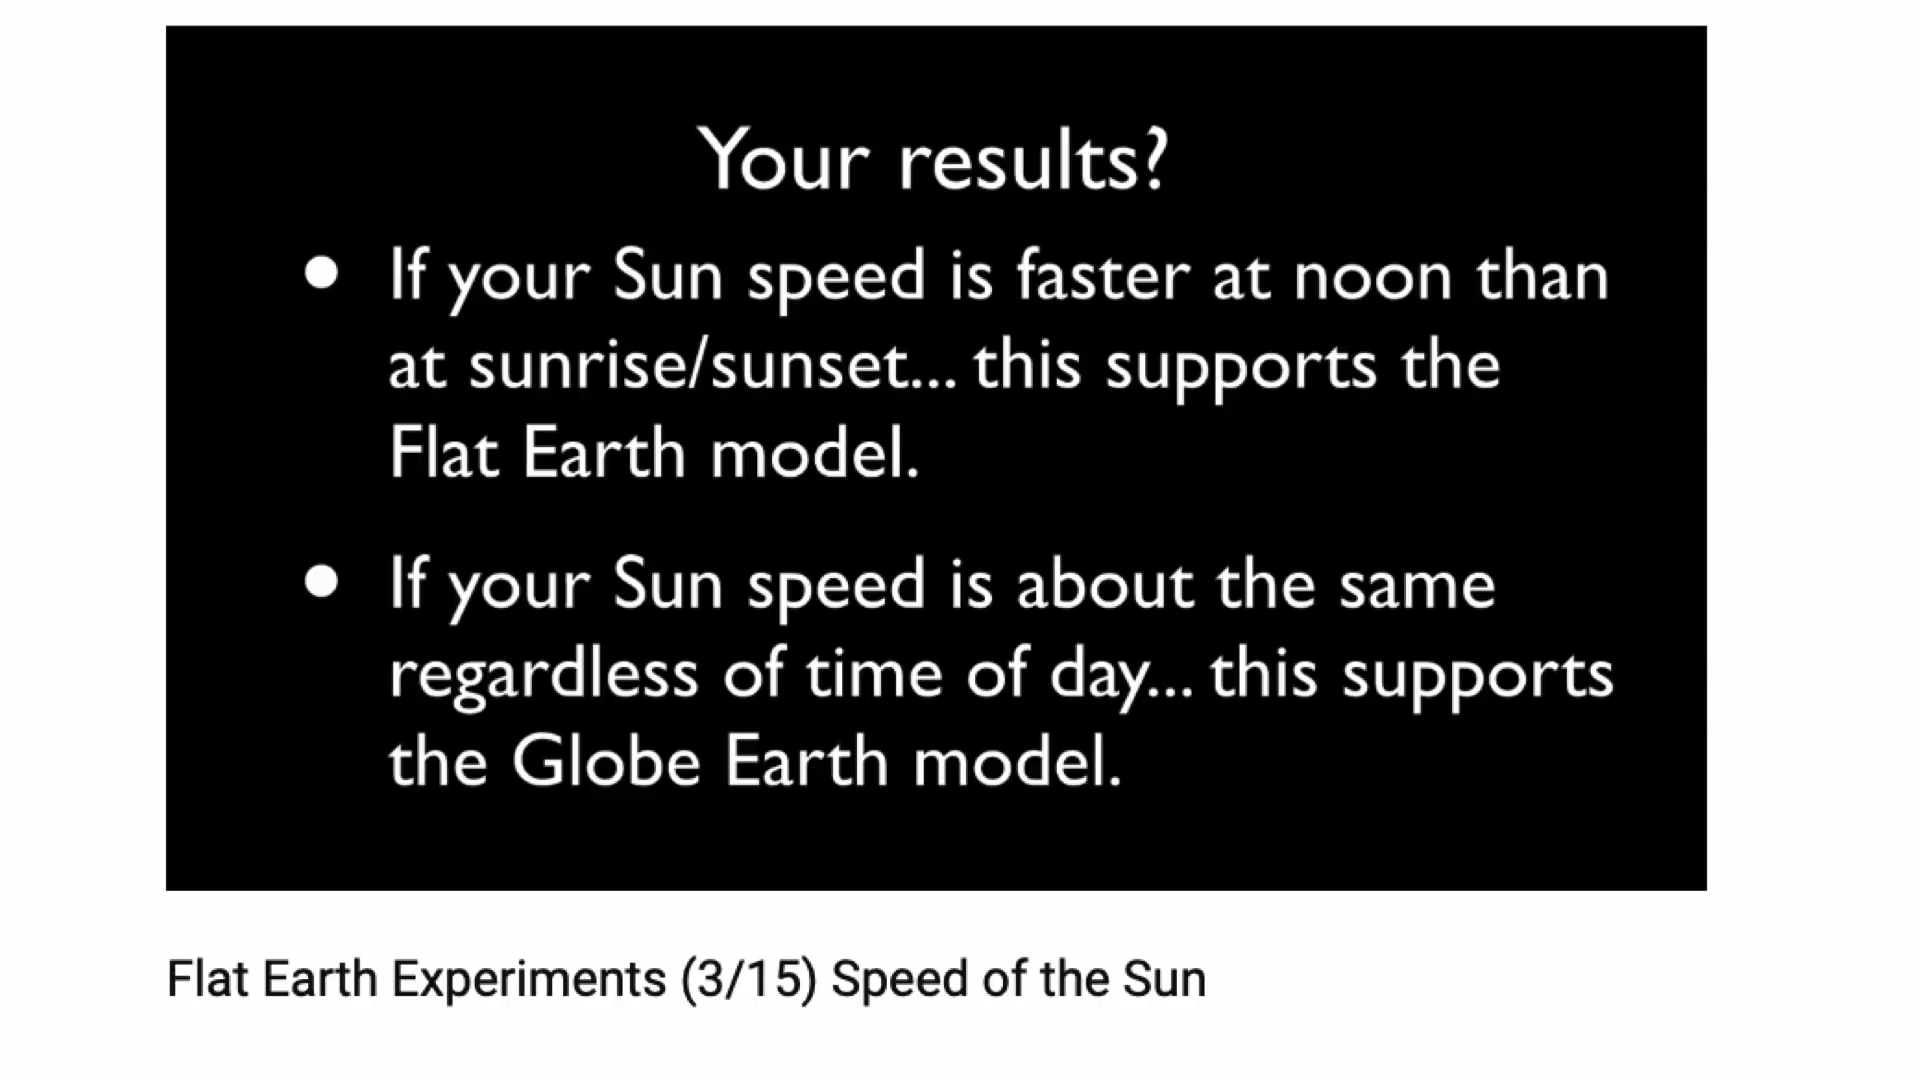 Your results?
• If your Sun speed is faster at noon than
at sunrise/sunset... this supports the
Flat Earth model.
• If your Sun speed is about the same
regardless of time of day... this supports
the Globe Earth model.
Flat Earth Experiments (3/15) Speed of the Sun